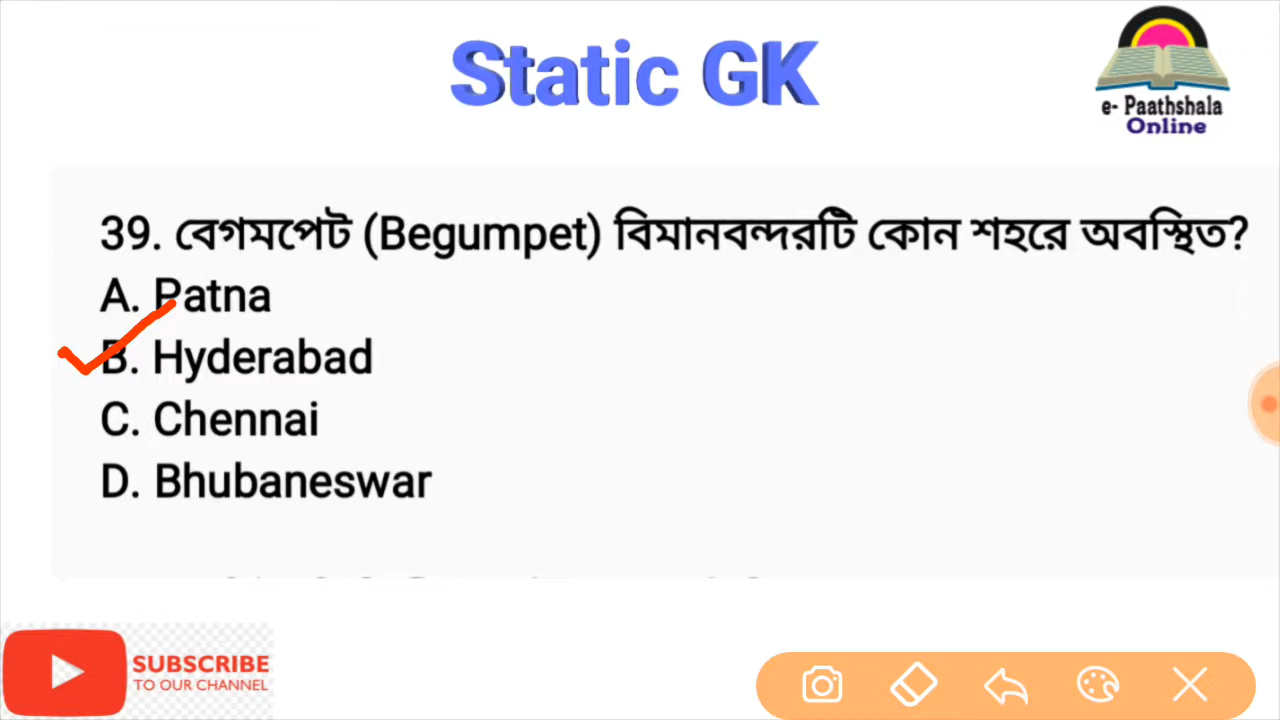 Static GK
e- Paathshala
Online
39. বেগমপেট (Begumpet) বিমানবন্দরটি কোন শহরে অবস্থিত?
A. Patna
B. Hyderabad
C. Chennai
D. Bhubaneswar
SUBSCRIBE
TO OUR CHANNEL